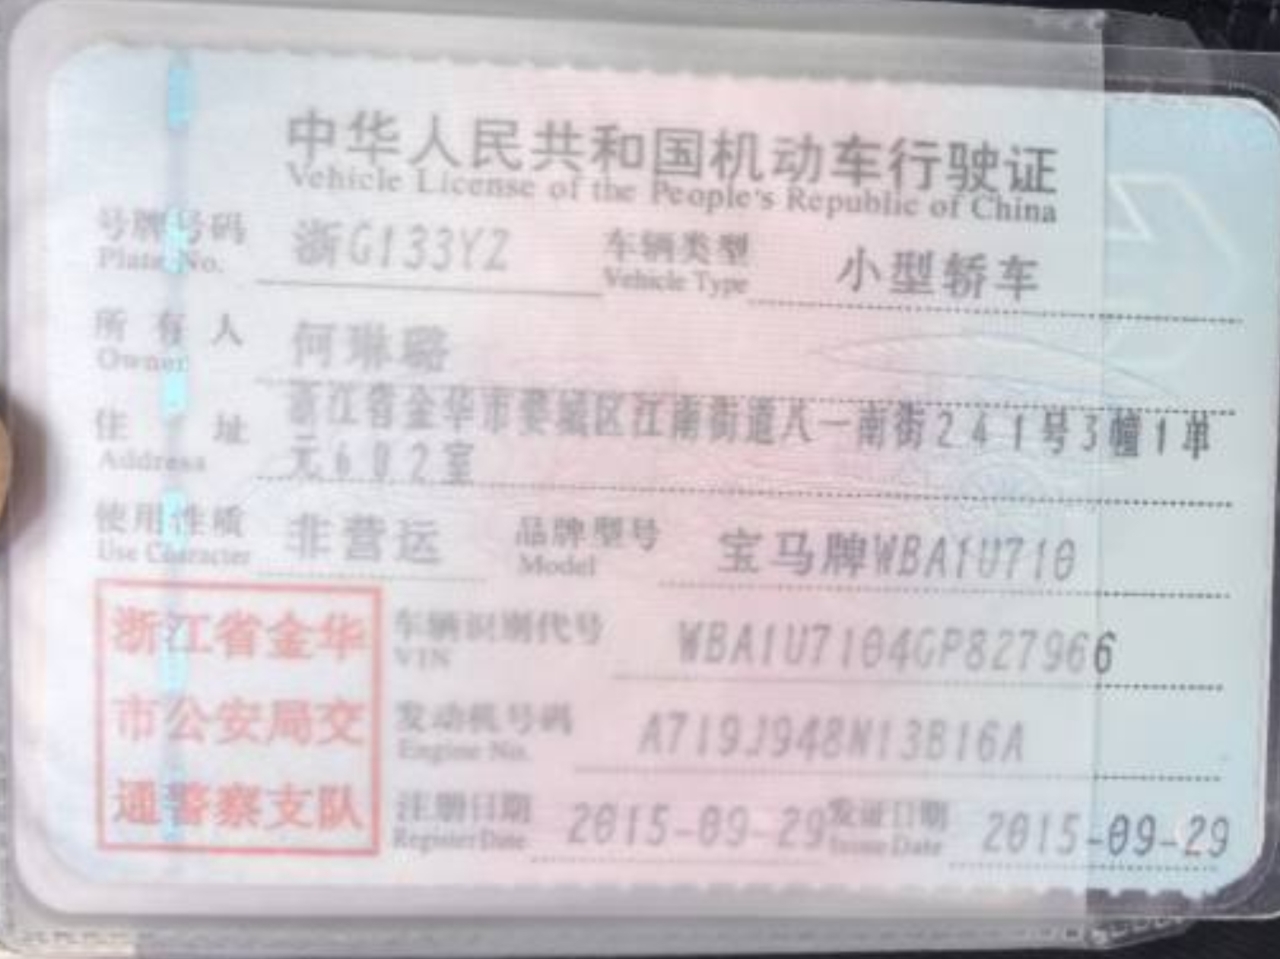 中华人民共和国机动车行驶证
Vehicle License of the People's Republic of China
号牌号码 浙G133YZ 车辆类型 小型轿车
Plate No. Vehicle Type
所有人 何琳璐
Owner
住址 浙江省金华市婺城区江南街道八一南街241号3幢1单
Address 元602室
使用性质 非营运 品牌型号 宝马牌WBA1U710
Use Character Model
浙江省金华 车辆识别代号 WBA1U7104GP827966
VIN
市公安局交 发动机号码 A719J948N13B16A
Engine No.
通警察支队 注册日期 2015-09-29 发证日期 2015-09-29
Register Date Issue Date